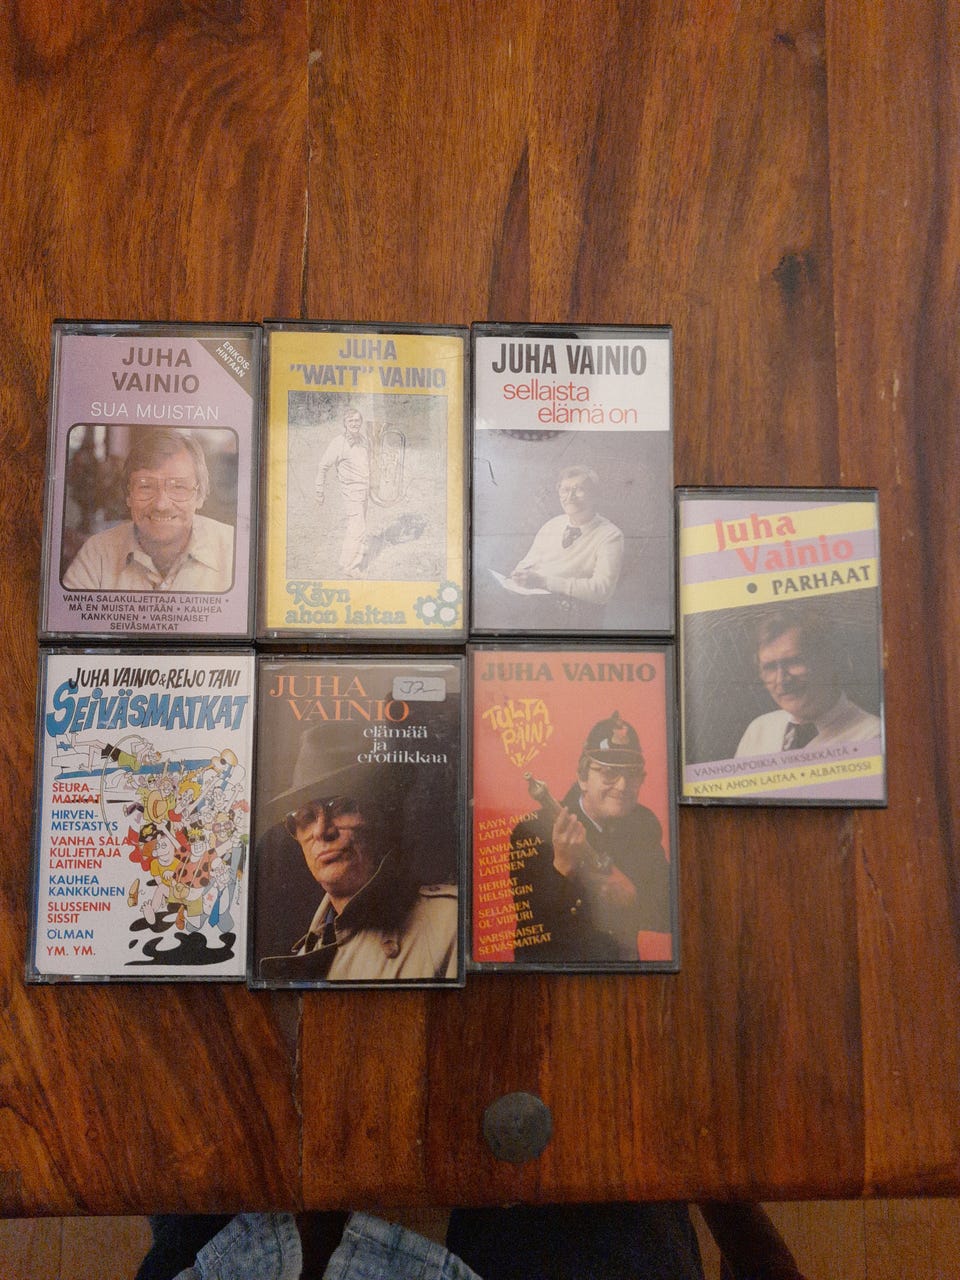 JUHA
VAINIO
ERIKOIS-
HINTAAN
SUA MUISTAN
VANHA SALAKULJETTAJA LAITINEN •
MÄ EN MUISTA MITÄÄN • KAUHEA
KANKKUNEN • VARSINAISET
SEIVÄSMATKAT
JUHA
"WATT" VAINIO
Käyn
ahon laitaa
JUHA VAINIO
sellaista
elämä on
Juha
Vainio
• PARHAAT
VANHOJAPOIKIA VIIKSEKKÄITÄ •
KÄYN AHON LAITAA • ALBATROSSI
JUHA VAINIO & REIJO TANI
SEIVÄSMATKAT
SEURA-
MATKAT
HIRVEN-
METSÄSTYS
VANHA SALA
KULJETTAJA
LAITINEN
KAUHEA
KANKKUNEN
SLUSSENIN
SISSIT
ÖLMAN
YM. YM.
JUHA
VAINIO
37-
elämää
ja
erotiikkaa
JUHA VAINIO
TULTA
PÄIN!
KÄYN AHON
LAITAA
VANHA SALA-
KULJETTAJA
LAITINEN
HERRAT
HELSINGIN
SELLANEN
OL' VIIPURI
VARSINAISET
SEIVÄSMATKAT